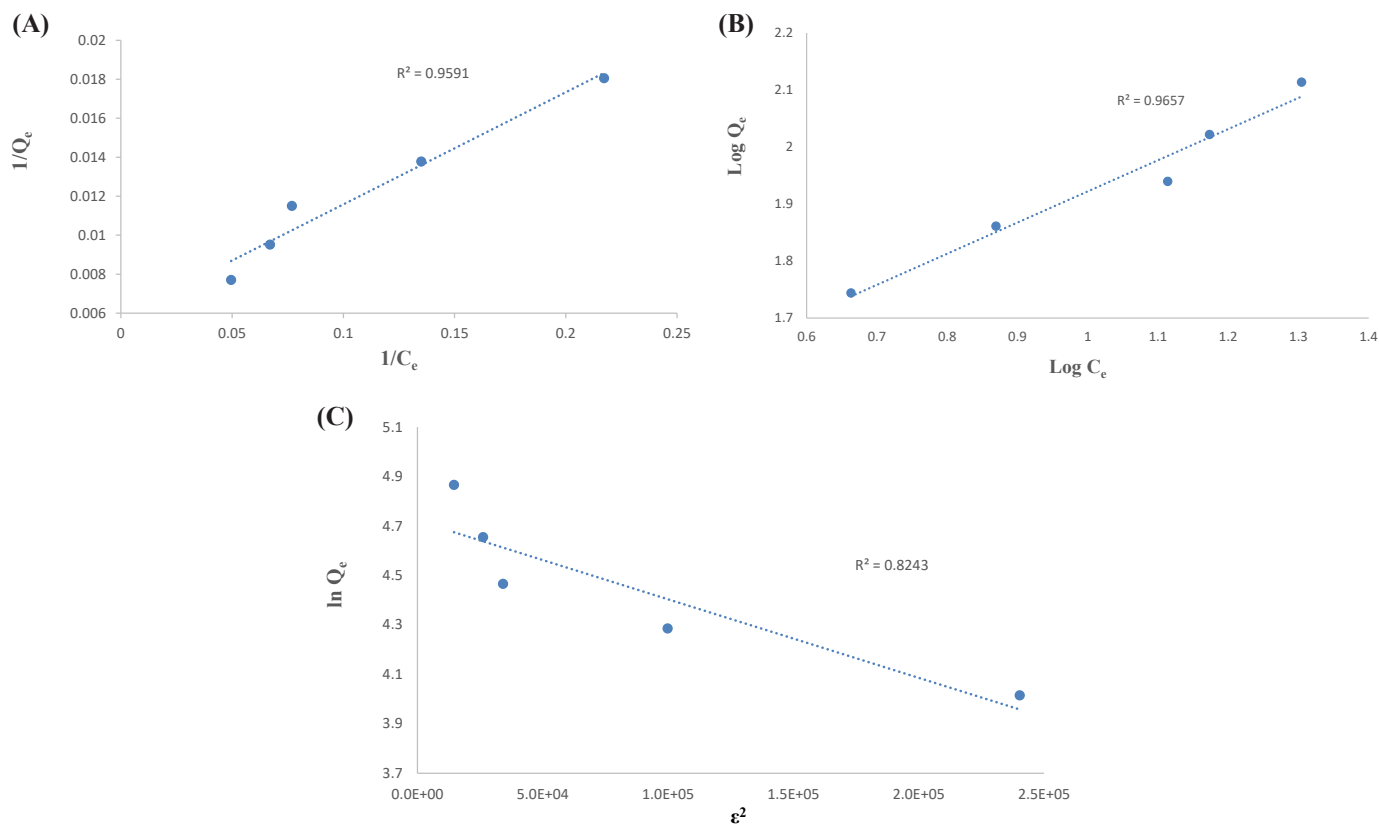 (A)
0.02
0.018
0.016
0.014
0.012
0.01
0.008
0.006
1/Qe
R² = 0.9591
0 0.05 0.1 0.15 0.2 0.25
1/Ce
(B)
2.2
2.1
2
1.9
1.8
1.7
Log Qe
R² = 0.9657
0.6 0.7 0.8 0.9 1 1.1 1.2 1.3 1.4
Log Ce
(C)
5.1
4.9
4.7
4.5
4.3
4.1
3.9
3.7
ln Qe
R² = 0.8243
0.0E+00 5.0E+04 1.0E+05 1.5E+05 2.0E+05 2.5E+05
ε²